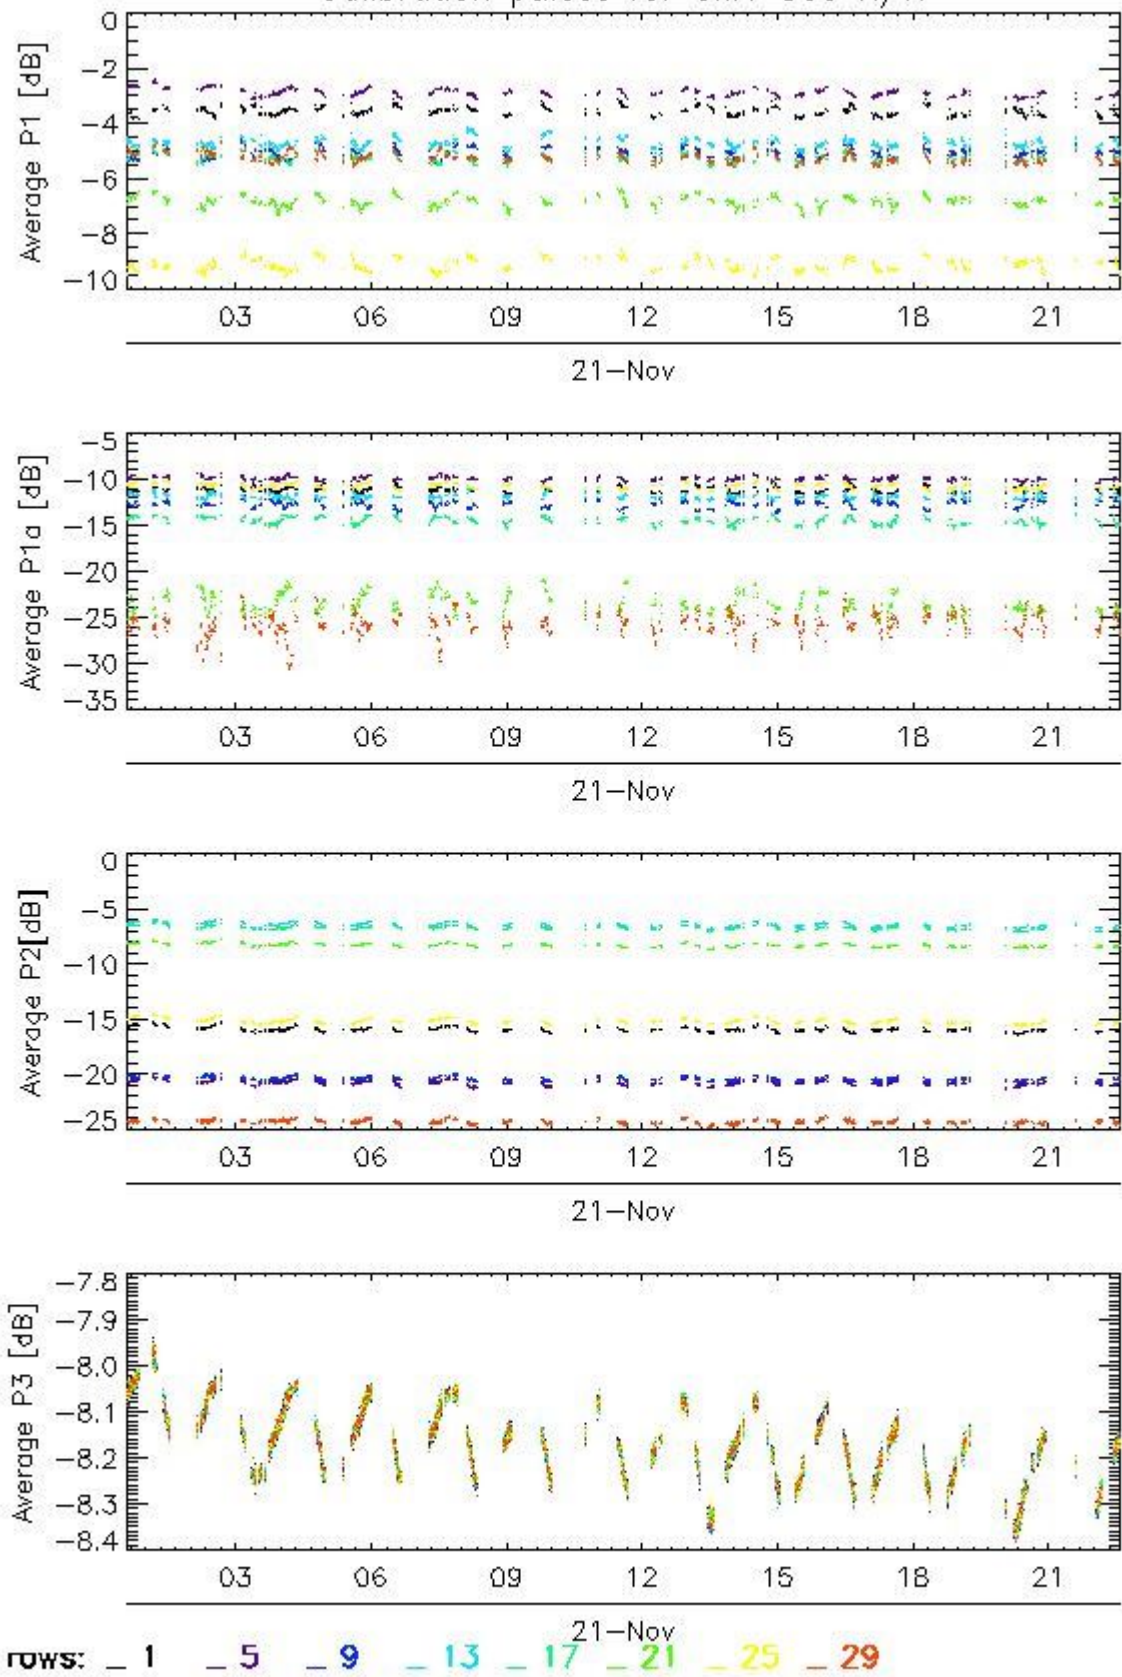 0
−2
−4
−6
−8
−10
Average P1 [dB]
03 06 09 12 15 18 21
21−Nov
−5
−10
−15
−20
−25
−30
−35
Average P1a [dB]
03 06 09 12 15 18 21
21−Nov
0
−5
−10
−15
−20
−25
Average P2[dB]
03 06 09 12 15 18 21
21−Nov
−7.8
−7.9
−8.0
−8.1
−8.2
−8.3
−8.4
Average P3 [dB]
03 06 09 12 15 18 21
21−Nov
rows: _ 1 _ 5 _ 9 _ 13 _ 17 _ 21 _ 25 _ 29